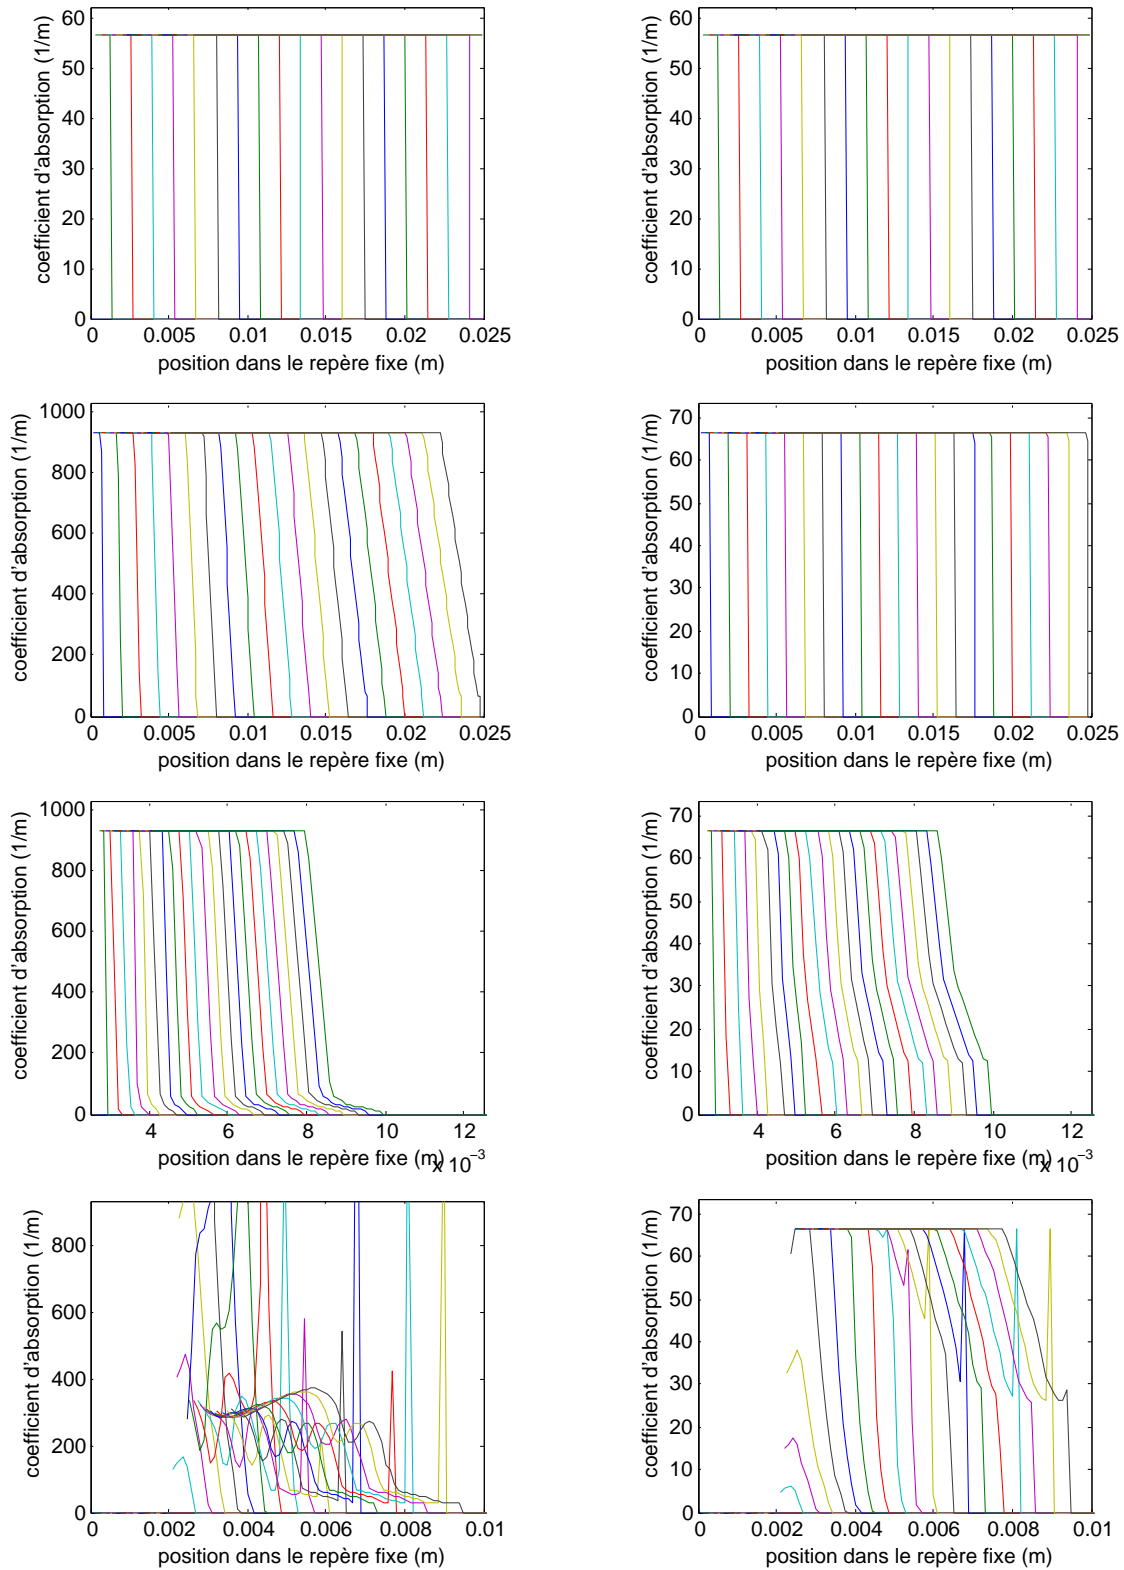 coefficient d'absorption (1/m)
60
50
40
30
20
10
0
0 0.005 0.01 0.015 0.02 0.025
position dans le repère fixe (m)
coefficient d'absorption (1/m)
60
50
40
30
20
10
0
0 0.005 0.01 0.015 0.02 0.025
position dans le repère fixe (m)
coefficient d'absorption (1/m)
1000
800
600
400
200
0
0 0.005 0.01 0.015 0.02 0.025
position dans le repère fixe (m)
coefficient d'absorption (1/m)
70
60
50
40
30
20
10
0
0 0.005 0.01 0.015 0.02 0.025
position dans le repère fixe (m)
coefficient d'absorption (1/m)
1000
800
600
400
200
0
4 6 8 10 12
position dans le repère fixe (m)
x 10⁻³
coefficient d'absorption (1/m)
70
60
50
40
30
20
10
0
4 6 8 10 12
position dans le repère fixe (m)
x 10⁻³
coefficient d'absorption (1/m)
800
600
400
200
0
0 0.002 0.004 0.006 0.008 0.01
position dans le repère fixe (m)
coefficient d'absorption (1/m)
70
60
50
40
30
20
10
0
0 0.002 0.004 0.006 0.008 0.01
position dans le repère fixe (m)